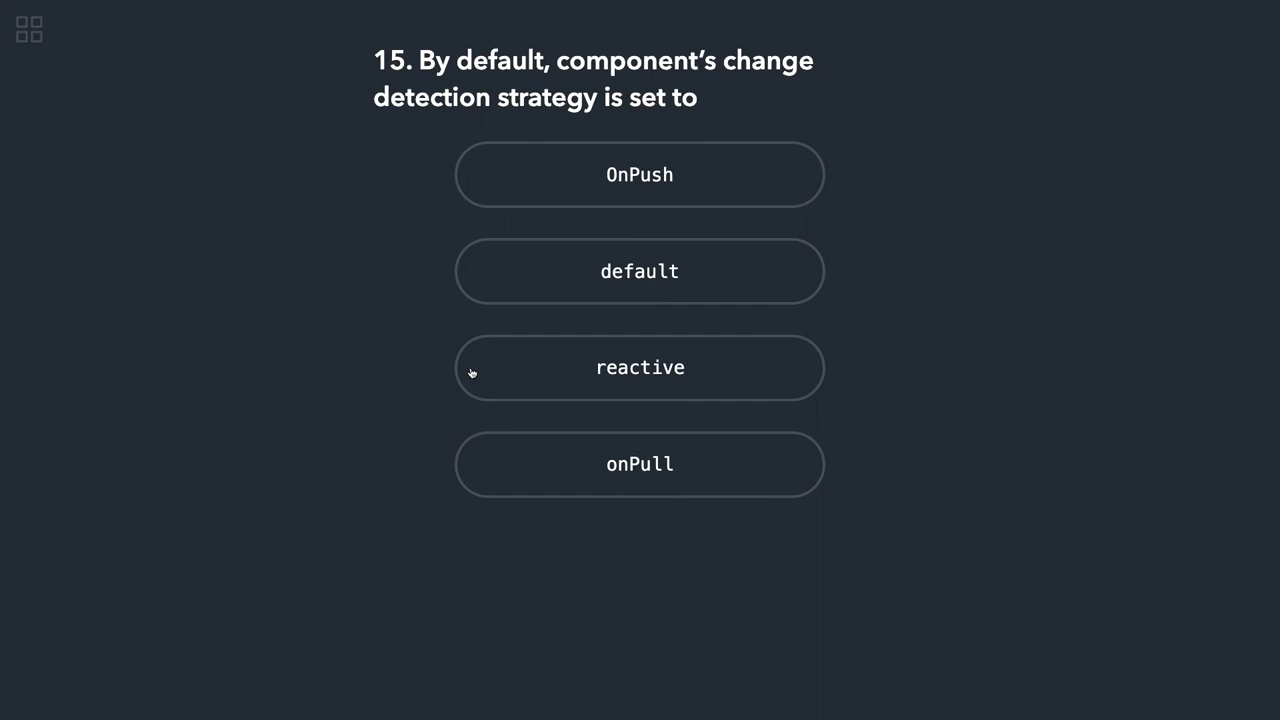 15. By default, component’s change
detection strategy is set to
OnPush
default
reactive
onPull